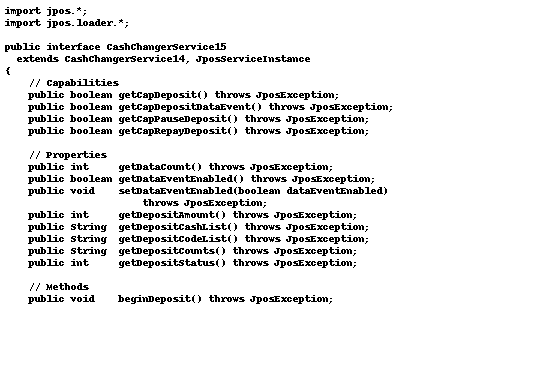 import jpos.*;
import jpos.loader.*;

public interface CashChangerService15
  extends CashChangerService14, JposServiceInstance
{
    // Capabilities
    public boolean getCapDeposit() throws JposException;
    public boolean getCapDepositDataEvent() throws JposException;
    public boolean getCapPauseDeposit() throws JposException;
    public boolean getCapRepayDeposit() throws JposException;

    // Properties
    public int     getDataCount() throws JposException;
    public boolean getDataEventEnabled() throws JposException;
    public void    setDataEventEnabled(boolean dataEventEnabled)
                       throws JposException;
    public int     getDepositAmount() throws JposException;
    public String  getDepositCashList() throws JposException;
    public String  getDepositCodeList() throws JposException;
    public String  getDepositCounts() throws JposException;
    public int     getDepositStatus() throws JposException;

    // Methods
    public void    beginDeposit() throws JposException;